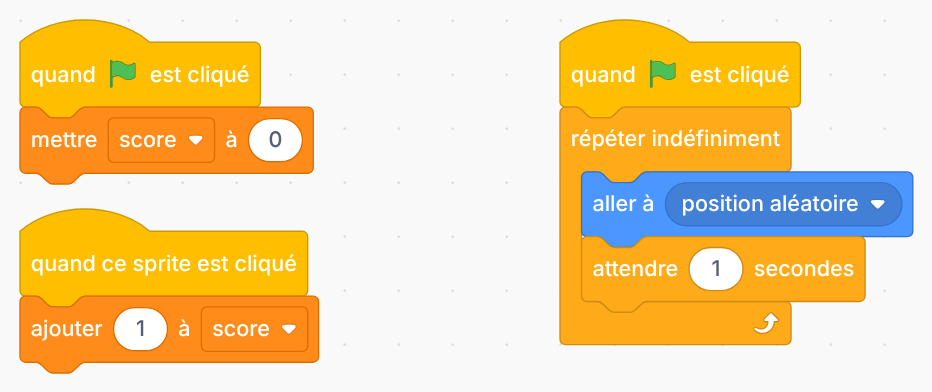 quand est cliqué
mettre score à 0
quand ce sprite est cliqué
ajouter 1 à score
quand est cliqué
répéter indéfiniment
aller à position aléatoire
attendre 1 secondes